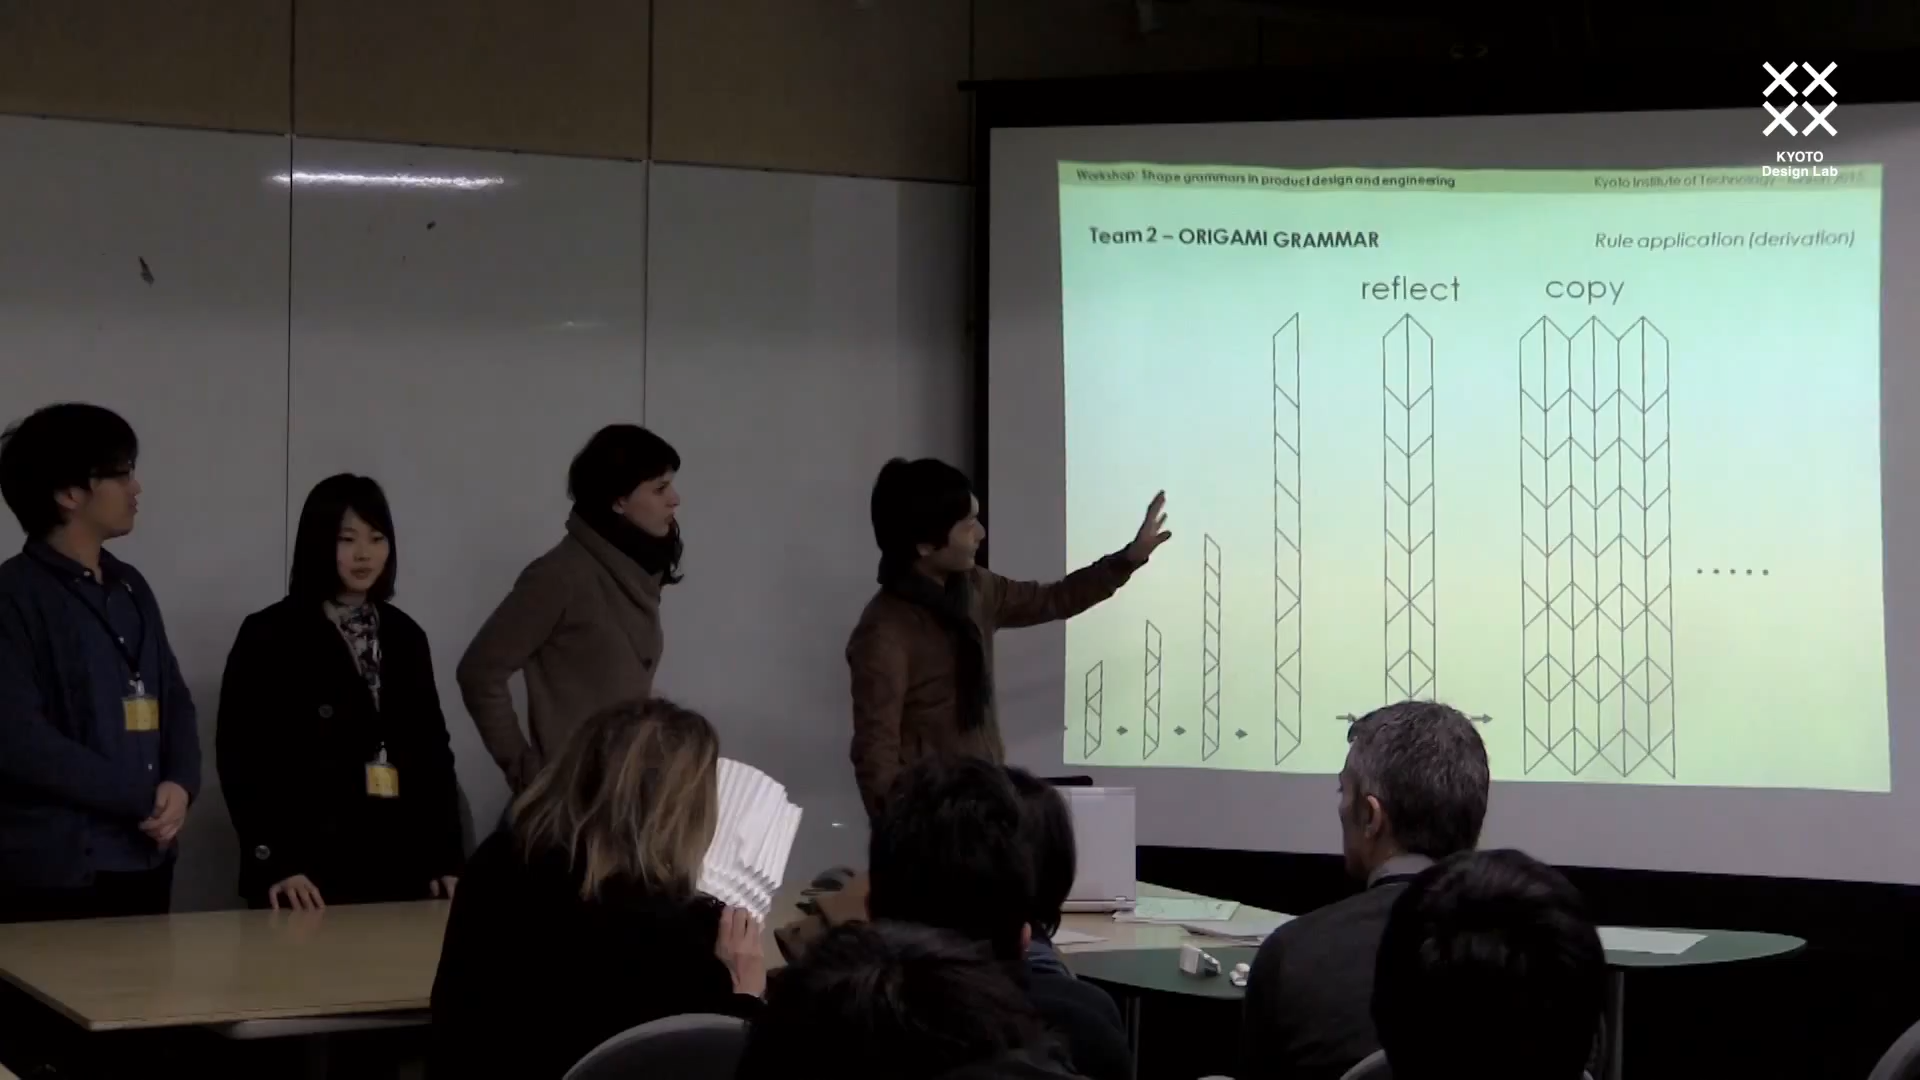 KYOTO
Design Lab
Workshop: Shape grammars in product design and engineering
Kyoto Institute of Technology -
Team 2 – ORIGAMI GRAMMAR
Rule application (derivation)
reflect
copy
.....